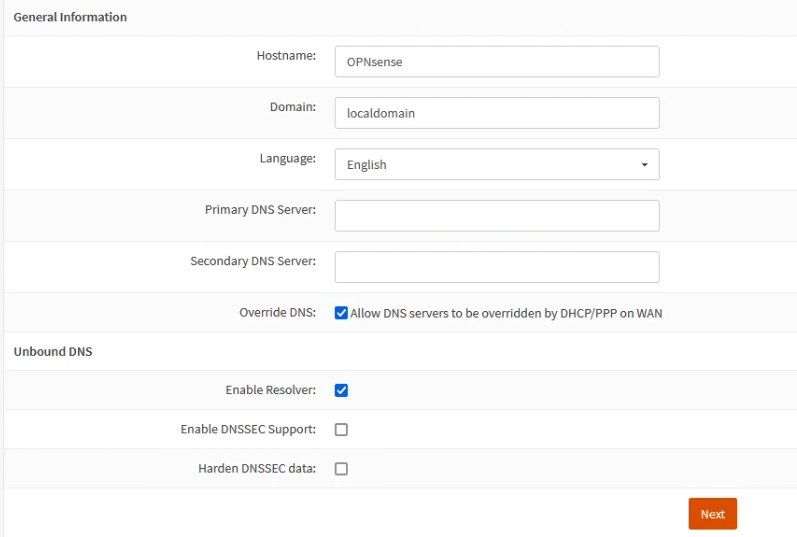 General Information
Hostname: OPNsense
Domain: localdomain
Language: English
Primary DNS Server:
Secondary DNS Server:
Override DNS: Allow DNS servers to be overridden by DHCP/PPP on WAN
Unbound DNS
Enable Resolver:
Enable DNSSEC Support:
Harden DNSSEC data:
Next